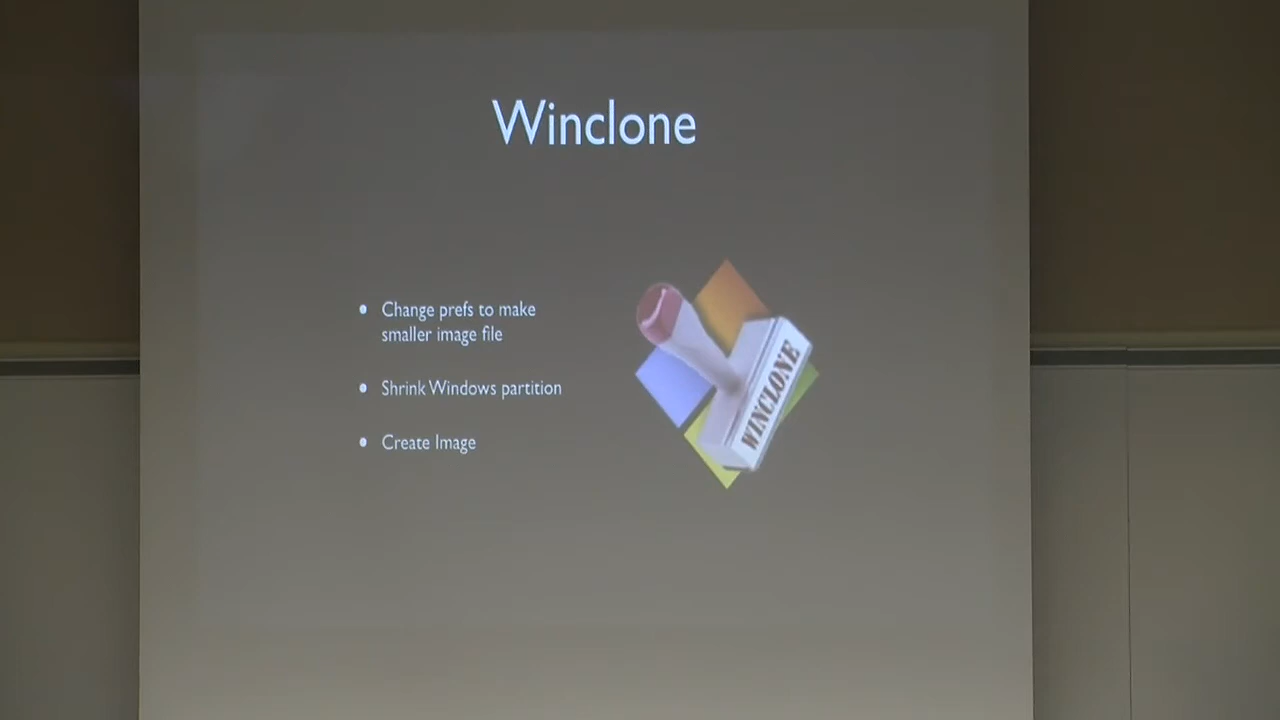 Winclone
Change prefs to make
smaller image file
Shrink Windows partition
Create Image
WINCLONE